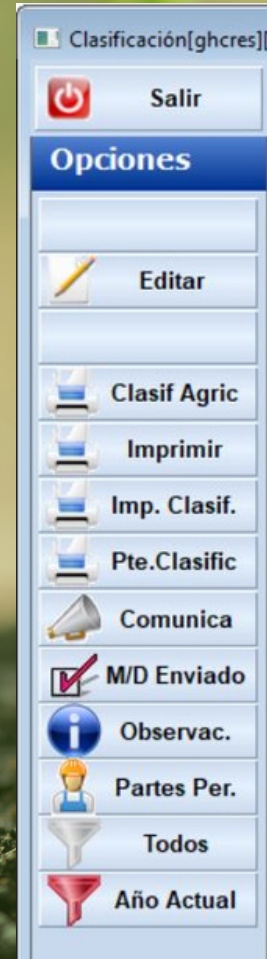 Clasificación[ghcres][
Salir
Opciones
Editar
Clasif Agric
Imprimir
Imp. Clasif.
Pte.Clasific
Comunica
M/D Enviado
Observac.
Partes Per.
Todos
Año Actual